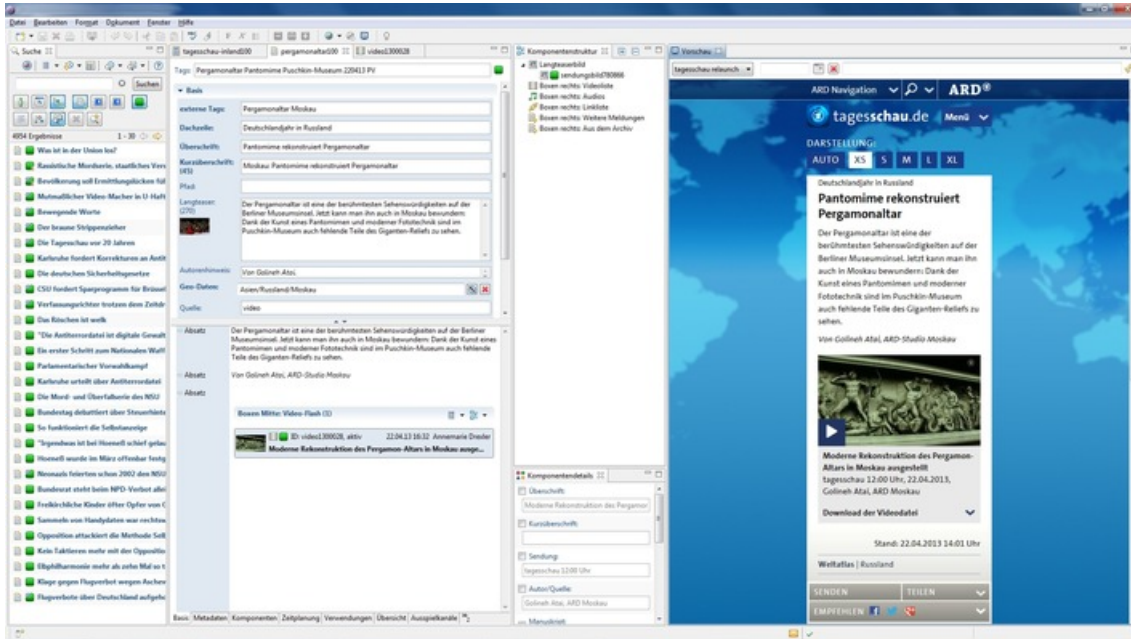 Datei Bearbeiten Format Dokument Fenster Hilfe
Suche
Suchen
4954 Ergebnisse 1 - 30
Was ist in der Union los?
Rassistische Mordserie, staatliches Vers
Bevölkerung soll Ermittlungslücken fül
Mutmaßlicher Video-Macher in U-Haft
Bewegende Worte
Der braune Strippenzieher
Die Tagesschau vor 20 Jahren
Karlsruhe fordert Korrekturen an Antit
Die deutschen Sicherheitsgesetze
CSU fordert Sparprogramm für Brüssel
Verfassungsrichter trotzen dem Zeitdr
Das Röschen ist welk
"Die Antiterrordatei ist digitale Gewalt
Ein erster Schritt zum Nationalen Waff
Parlamentarischer Vorwahlkampf
Karlsruhe urteilt über Antiterrordatei
Die Mord- und Überfallserie des NSU
Bundestag debattiert über Steuerhinte
So funktioniert die Selbstanzeige
"Irgendwas ist bei Hoeneß schief gelau
Hoeneß wurde im März offenbar festg
Neonazis feierten schon 2002 den NSU
Bundesrat steht beim NPD-Verbot allei
Freikirchliche Kinder öfter Opfer von G
Sammeln von Handydaten war rechtsw
Opposition attackiert die Methode Selb
Kein Taktieren mehr mit der Oppositio
Elbphilharmonie mehr als zehn Mal so t
Klage gegen Flugverbot wegen Aschew
Flugverbote über Deutschland aufgeho
tagesschau-inland100 pergamonaltar100 video1300028
Tags: Pergamonaltar Pantomime Puschkin-Museum 220413 PV
Basis
externe Tags: Pergamonaltar Moskau
Dachzeile: Deutschlandjahr in Russland
Überschrift: Pantomime rekonstruiert Pergamonaltar
Kurzüberschrift: (45) Moskau: Pantomime rekonstruiert Pergamonaltar
Pfad:
Langteaser: (270)
Der Pergamonaltar ist eine der berühmtesten Sehenswürdigkeiten auf der
Berliner Museumsinsel. Jetzt kann man ihn auch in Moskau bewundern:
Dank der Kunst eines Pantomimen und moderner Fototechnik sind im
Puschkin-Museum auch fehlende Teile des Giganten-Reliefs zu sehen.
Autorenhinweis: Von Golineh Atai,
Geo-Daten: Asien/Russland/Moskau
Quelle: video
Absatz
Der Pergamonaltar ist eine der berühmtesten Sehenswürdigkeiten auf der Berliner
Museumsinsel. Jetzt kann man ihn auch in Moskau bewundern: Dank der Kunst eines
Pantomimen und moderner Fototechnik sind im Puschkin-Museum auch fehlende
Teile des Giganten-Reliefs zu sehen.
Absatz Von Golineh Atai, ARD-Studio Moskau
Absatz
Boxen Mitte: Video-Flash (1)
ID: video1300028, aktiv 22.04.13 16:32 Annemarie Drexler
Moderne Rekonstruktion des Pergamon-Altars in Moskau ausge...
Basis Metadaten Komponenten Zeitplanung Verwendungen Übersicht Ausspielkanäle
Komponentenstruktur
Langteaserbild
sendungsbild780866
Boxen rechts: Videoliste
Boxen rechts: Audios
Boxen rechts: Linkliste
Boxen rechts: Weitere Meldungen
Boxen rechts: Aus dem Archiv
Komponentendetails
Überschrift:
Moderne Rekonstruktion des Pergamor
Kurzüberschrift:
Sendung:
tagesschau 12:00 Uhr
Autor/Quelle:
Golineh Atai, ARD Moskau
Manuskript
Vorschau
tagesschau relaunch
ARD Navigation ARD®
tagesschau.de Menü
DARSTELLUNG:
AUTO XS S M L XL
Deutschlandjahr in Russland
Pantomime rekonstruiert
Pergamonaltar
Der Pergamonaltar ist eine der
berühmtesten Sehenswürdigkeiten auf der
Berliner Museumsinsel. Jetzt kann man ihn
auch in Moskau bewundern: Dank der
Kunst eines Pantomimen und moderner
Fototechnik sind im Puschkin-Museum
auch fehlende Teile des Giganten-Reliefs zu
sehen.
Von Golineh Atai, ARD-Studio Moskau
Moderne Rekonstruktion des Pergamon-
Altars in Moskau ausgestellt
tagesschau 12:00 Uhr, 22.04.2013,
Golineh Atai, ARD Moskau
Download der Videodatei
Stand: 22.04.2013 14:01 Uhr
Weltatlas | Russland
SENDEN TEILEN
EMPFEHLEN